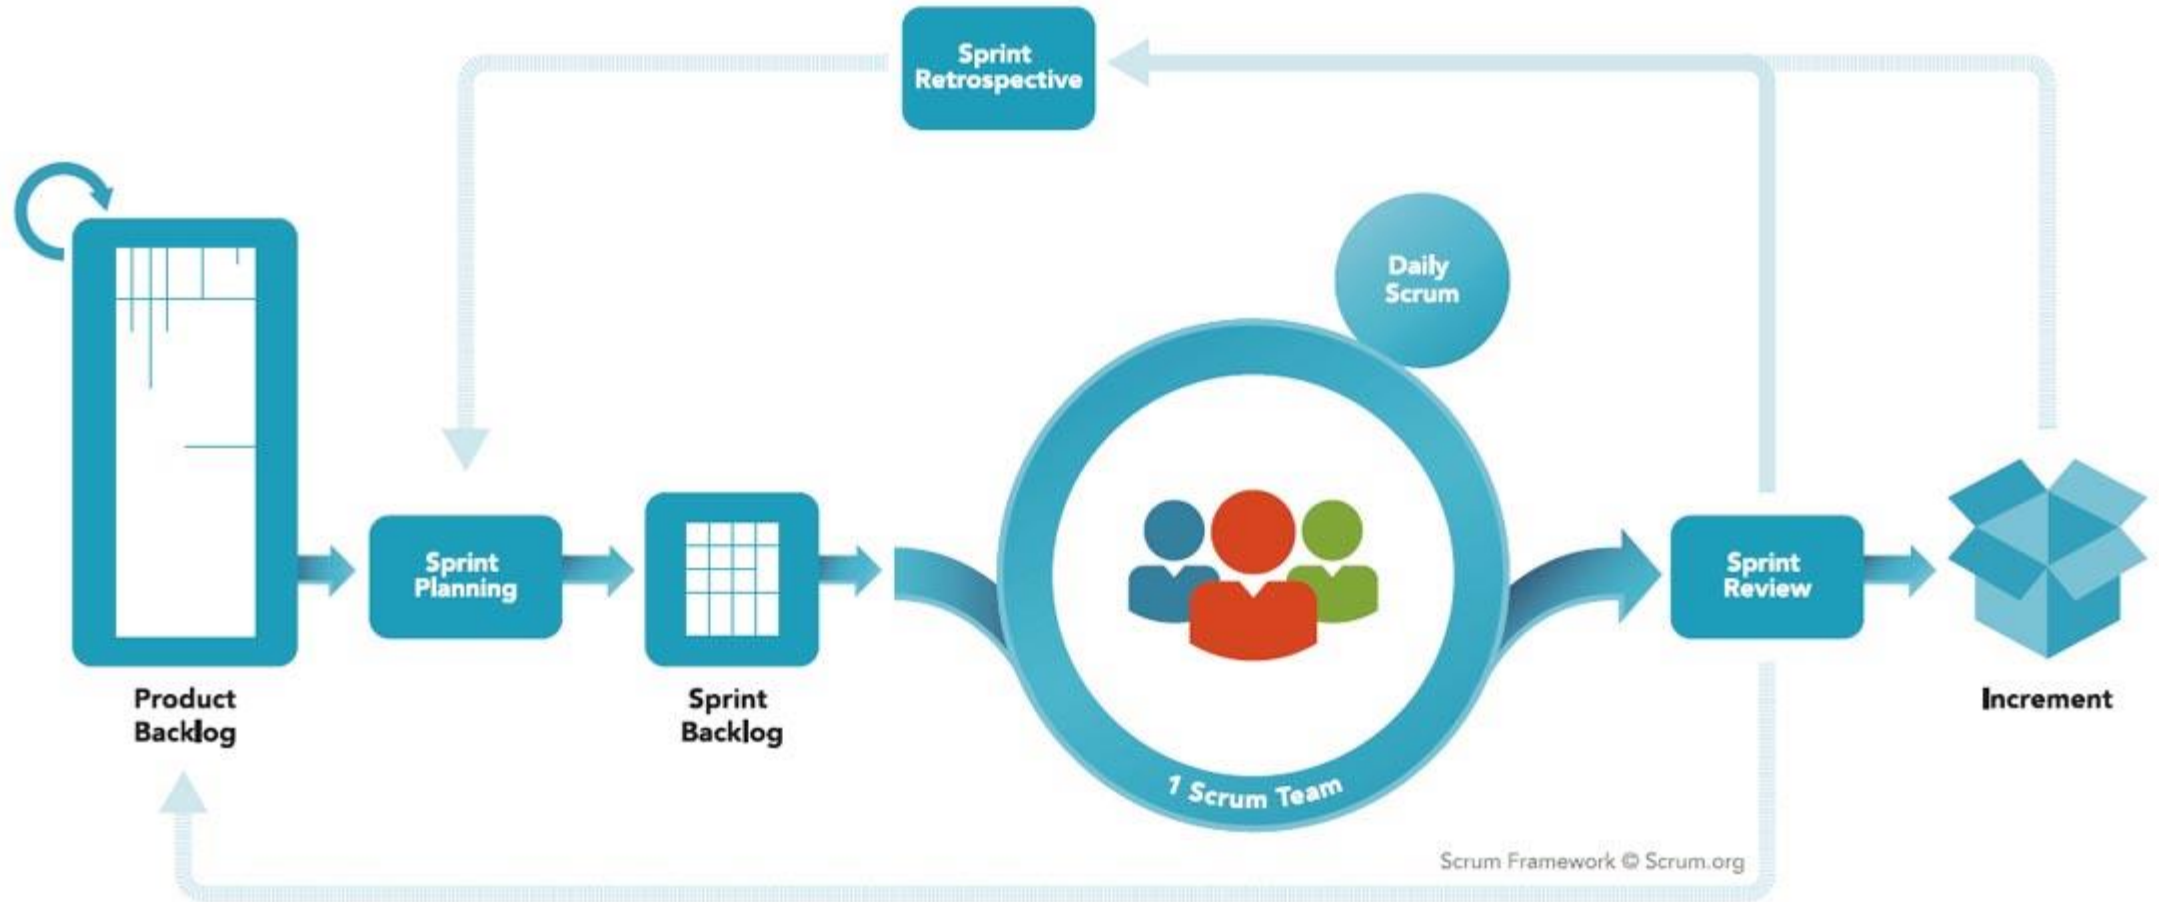 Sprint
Retrospective
Daily
Scrum
Sprint
Planning
Sprint
Review
Product
Backlog
Sprint
Backlog
Increment
1 Scrum Team
Scrum Framework © Scrum.org